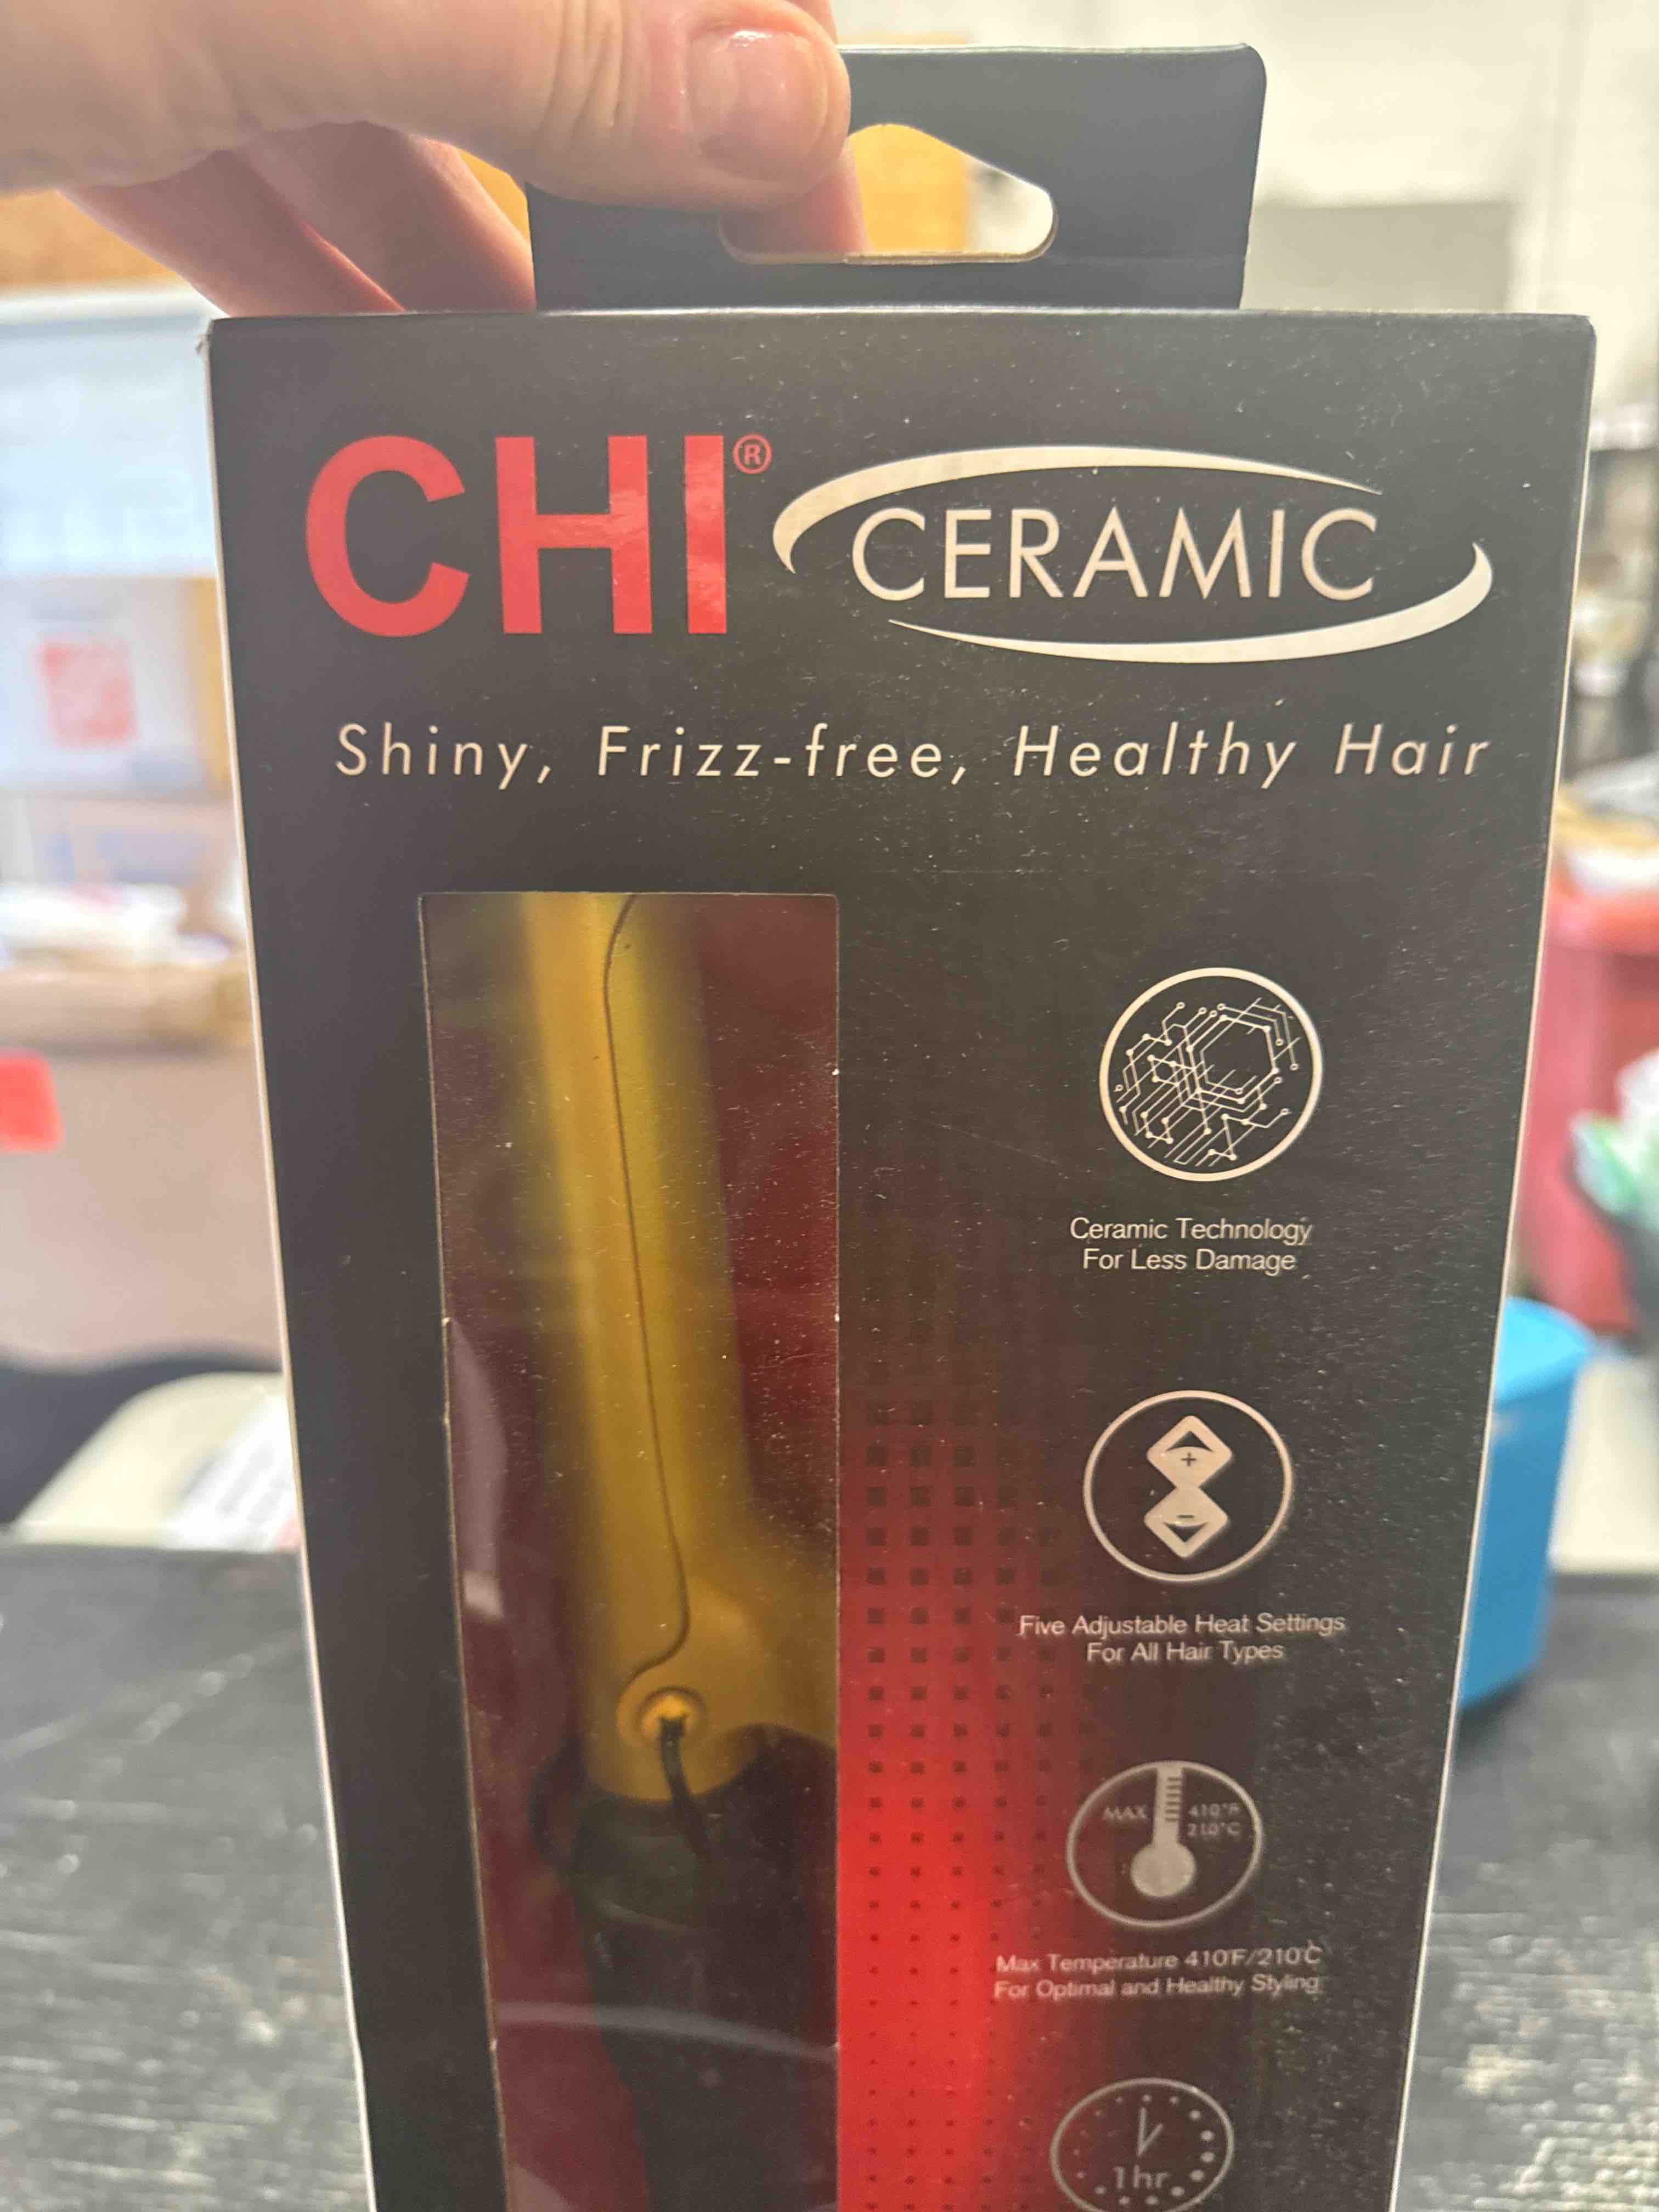 CHI® CERAMIC
Shiny, Frizz-free, Healthy Hair
Ceramic Technology
For Less Damage
+
-
Five Adjustable Heat Settings
For All Hair Types
MAX 410°F
210°C
Max Temperature 410°F/210°C
For Optimal and Healthy Styling
1hr